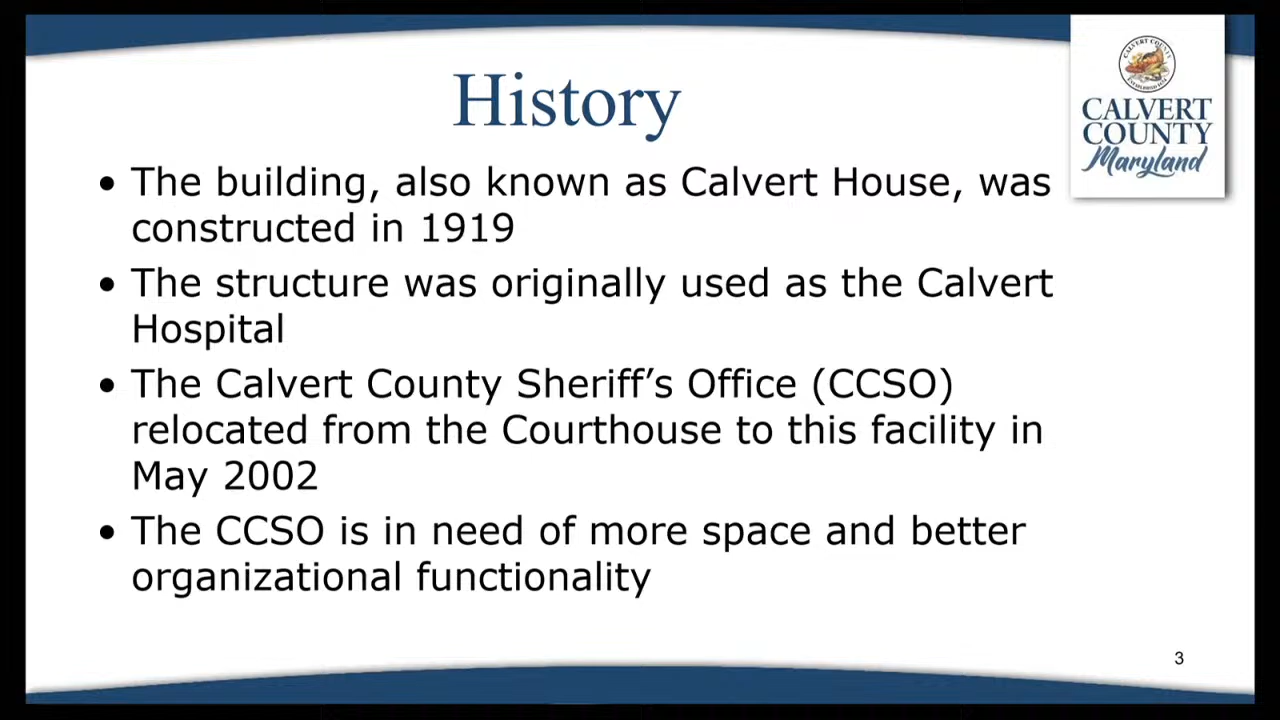 History
CALVERT COUNTY
CALVERT
COUNTY
Maryland
• The building, also known as Calvert House, was
constructed in 1919
• The structure was originally used as the Calvert
Hospital
• The Calvert County Sheriff’s Office (CCSO)
relocated from the Courthouse to this facility in
May 2002
• The CCSO is in need of more space and better
organizational functionality
3